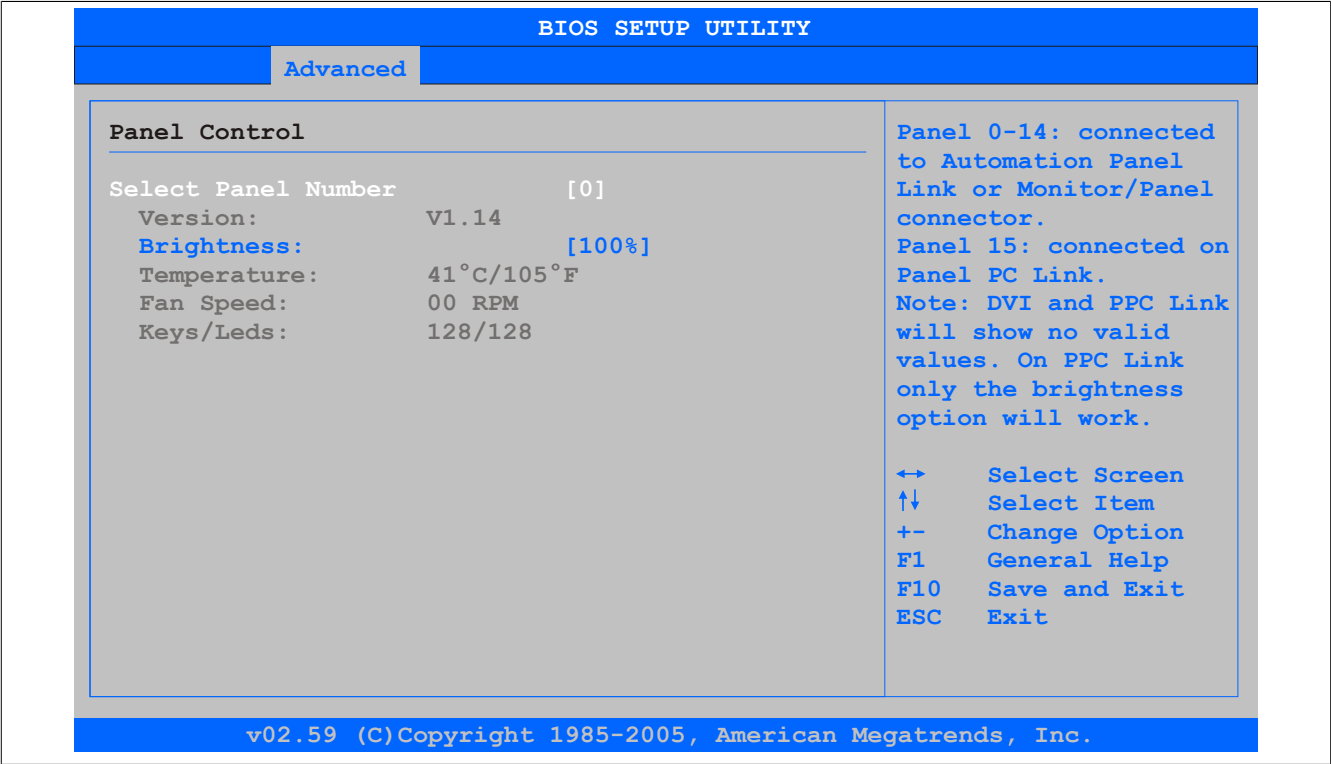 BIOS SETUP UTILITY
Advanced
Panel Control
Select Panel Number [0]
Version: V1.14
Brightness: [100%]
Temperature: 41°C/105°F
Fan Speed: 00 RPM
Keys/Leds: 128/128
Panel 0-14: connected
to Automation Panel
Link or Monitor/Panel
connector.
Panel 15: connected on
Panel PC Link.
Note: DVI and PPC Link
will show no valid
values. On PPC Link
only the brightness
option will work.
↔ Select Screen
↑↓ Select Item
+- Change Option
F1 General Help
F10 Save and Exit
ESC Exit
v02.59 (C)Copyright 1985-2005, American Megatrends, Inc.